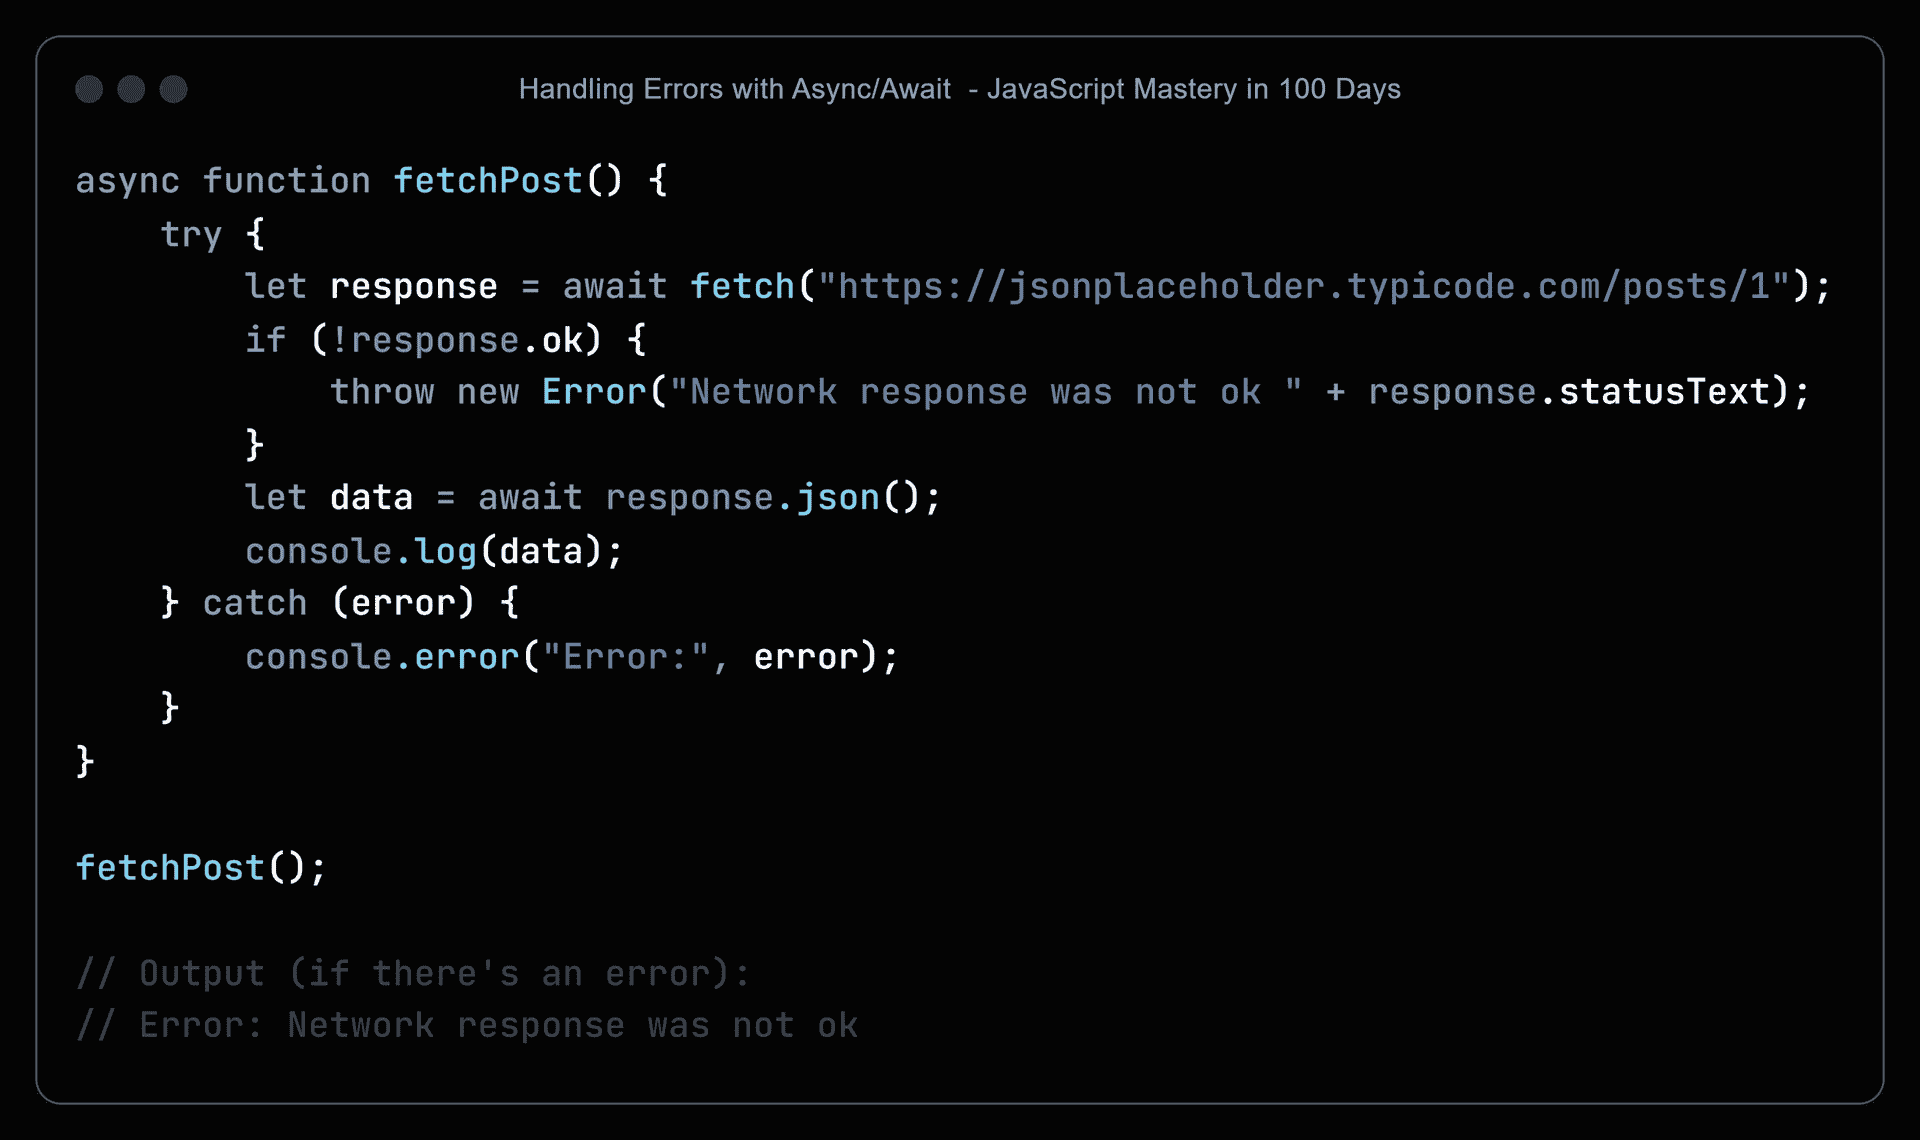 Handling Errors with Async/Await  - JavaScript Mastery in 100 Days
async function fetchPost() {
    try {
        let response = await fetch("https://jsonplaceholder.typicode.com/posts/1");
        if (!response.ok) {
            throw new Error("Network response was not ok " + response.statusText);
        }
        let data = await response.json();
        console.log(data);
    } catch (error) {
        console.error("Error:", error);
    }
}

fetchPost();

// Output (if there's an error):
// Error: Network response was not ok